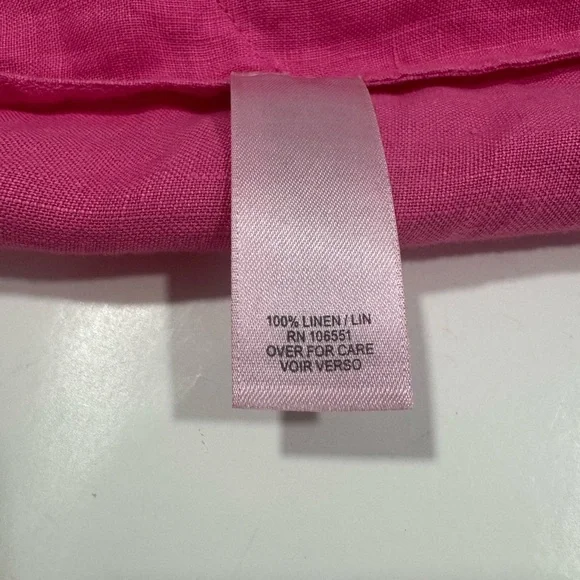 100% LINEN / LIN
RN 106551
OVER FOR CARE
VOIR VERSO